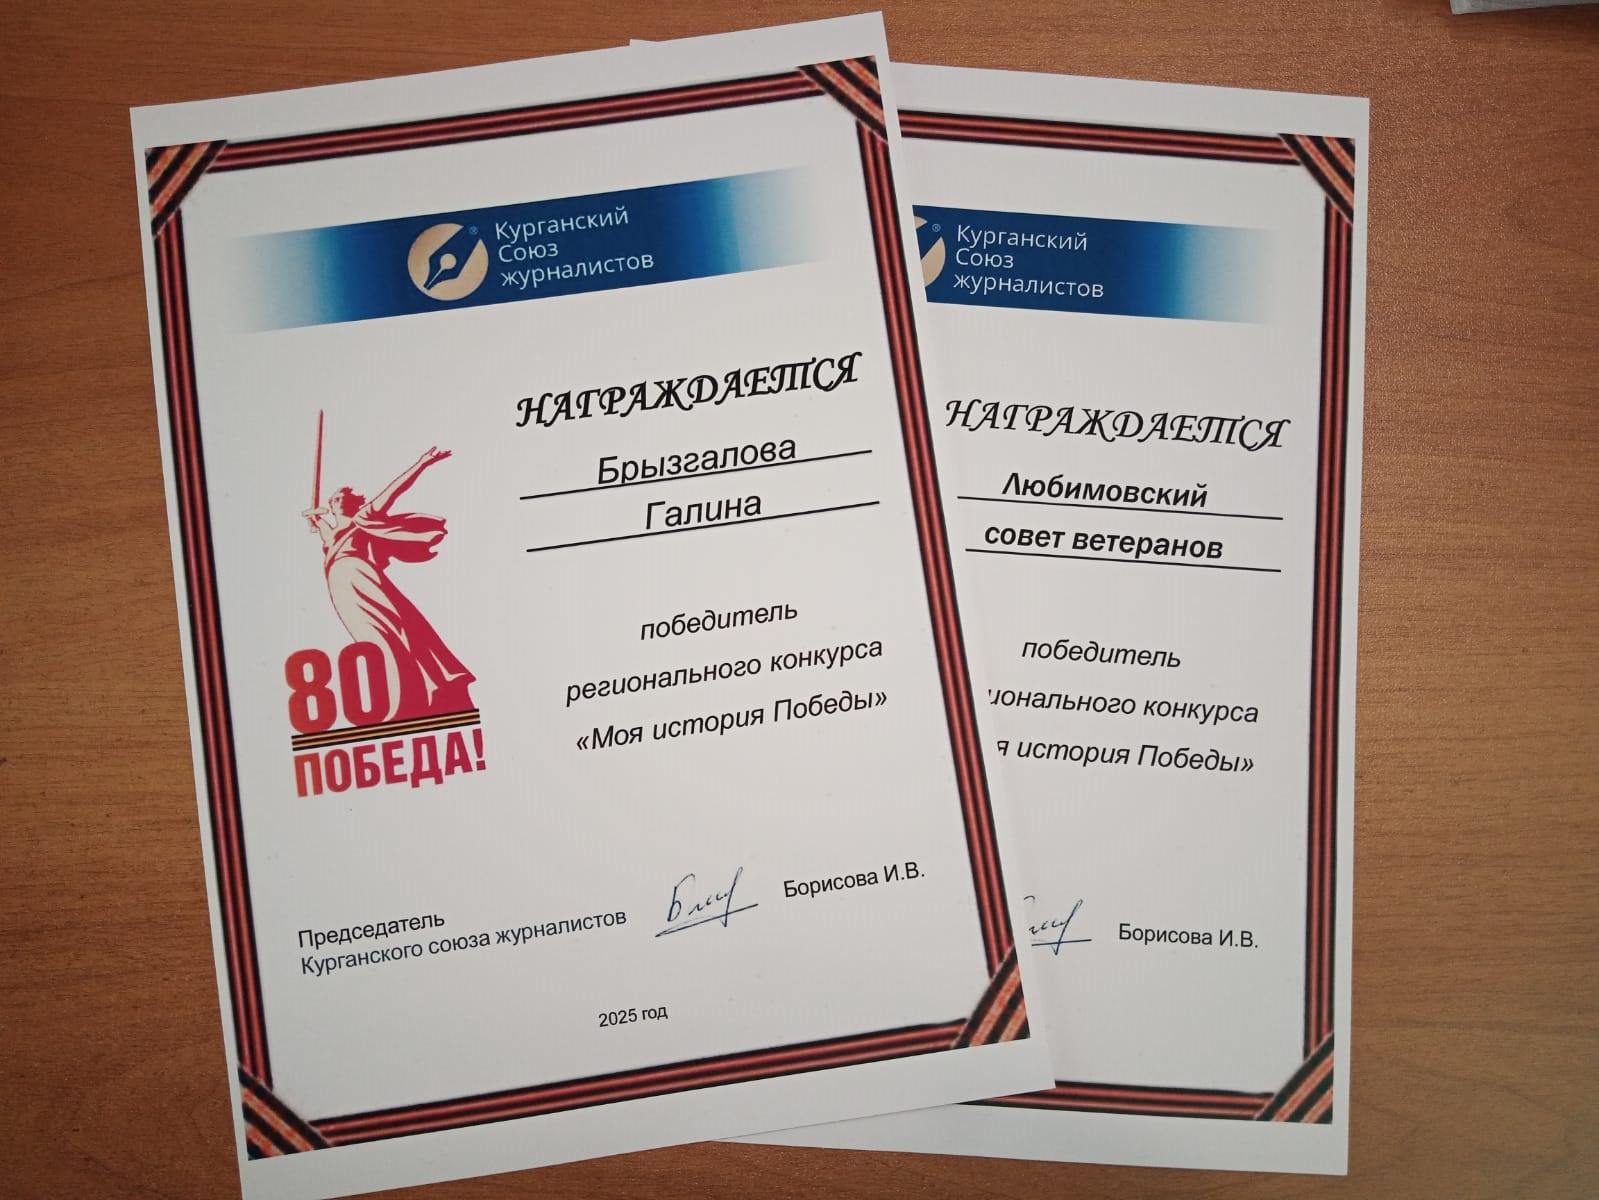 Курганский
Союз
журналистов
НАГРАЖДАЕТСЯ
Брызгалова
Галина
победитель
регионального конкурса
«Моя история Победы»
80
ПОБЕДА!
Председатель
Курганского союза журналистов
Борисова И.В.
2025 год
Курганский
Союз
журналистов
НАГРАЖДАЕТСЯ
Любимовский
совет ветеранов
победитель
ионального конкурса
я история Победы»
Борисова И.В.